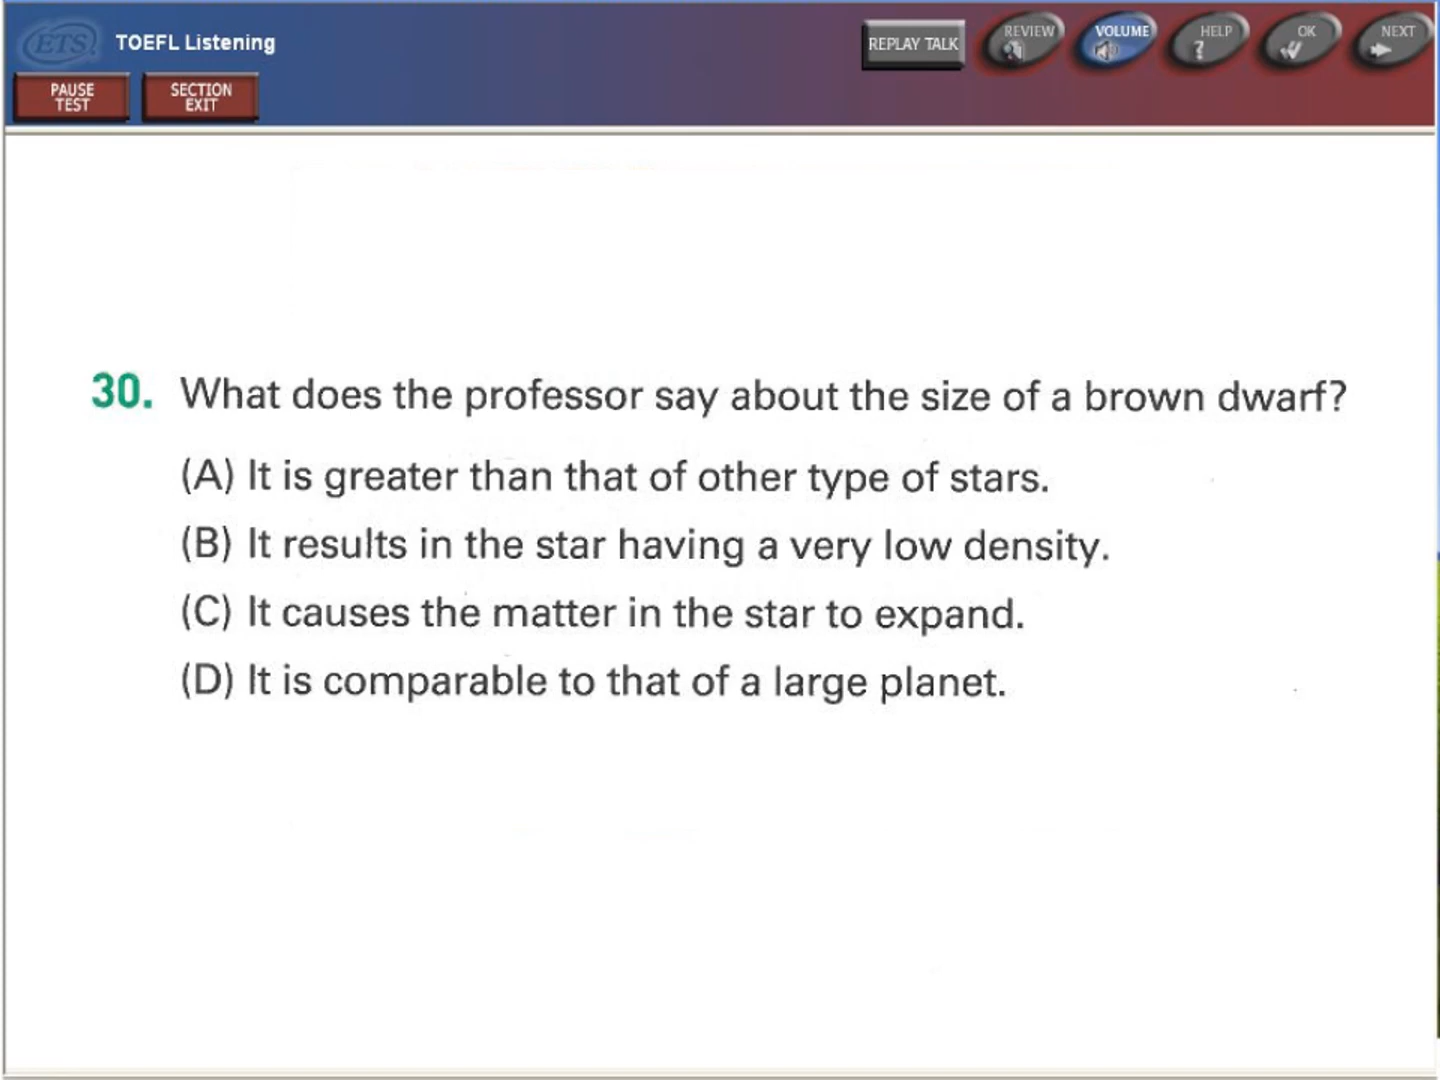 ETS
TOEFL Listening
REPLAY TALK
REVIEW
VOLUME
HELP
?
OK
NEXT
PAUSE
TEST
SECTION
EXIT
30. What does the professor say about the size of a brown dwarf?
(A) It is greater than that of other type of stars.
(B) It results in the star having a very low density.
(C) It causes the matter in the star to expand.
(D) It is comparable to that of a large planet.